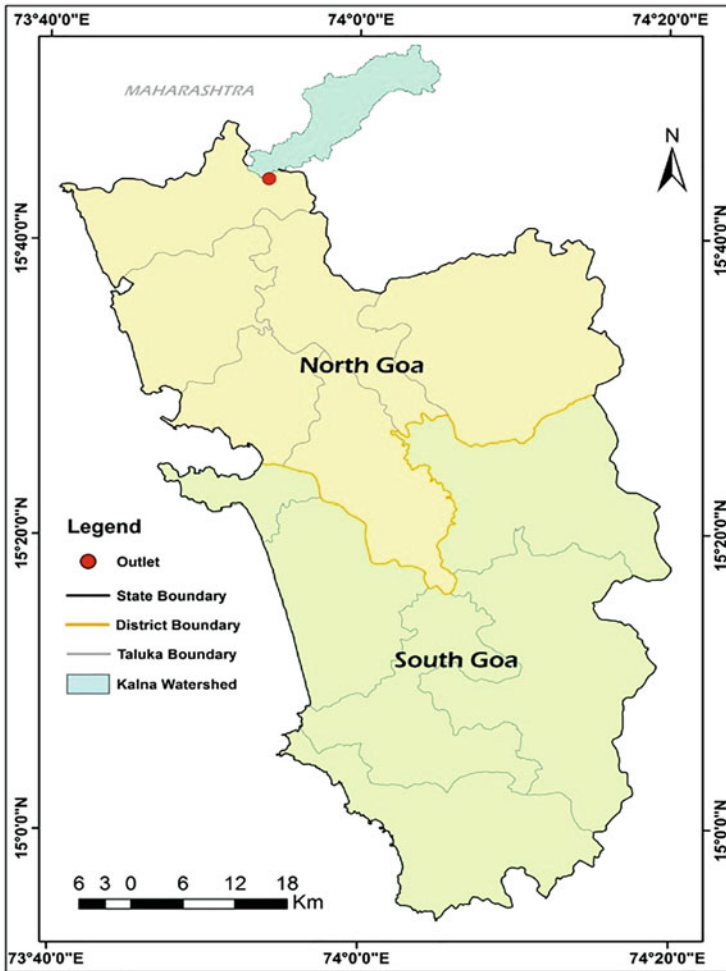 73°40'0"E 74°0'0"E 74°20'0"E
MAHARASHTRA
N
15°40'0"N 15°40'0"N
North Goa
15°20'0"N 15°20'0"N
Legend
Outlet
State Boundary
District Boundary
Taluka Boundary
Kalna Watershed
South Goa
15°0'0"N 15°0'0"N
6 3 0 6 12 18
Km
73°40'0"E 74°0'0"E 74°20'0"E